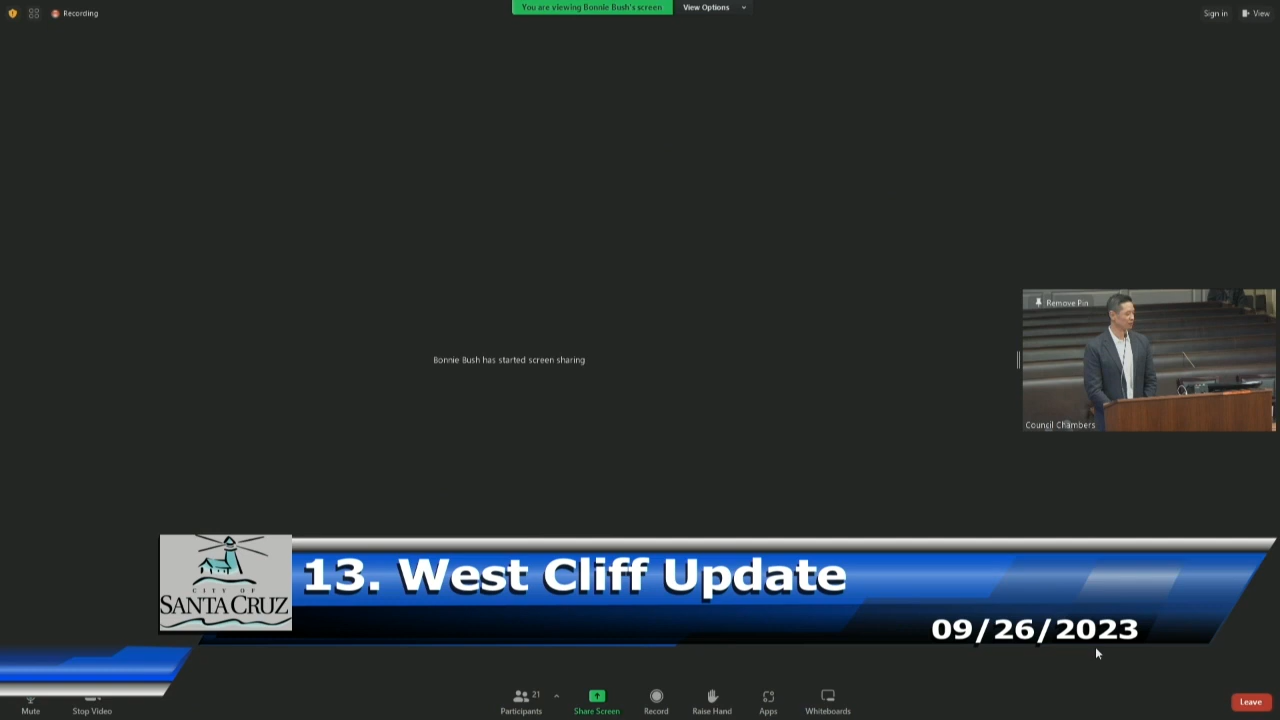 Recording
You are viewing Bonnie Bush's screen
View Options
Sign in
View
Remove Pin
Bonnie Bush has started screen sharing
Council Chambers
CITY OF
SANTA CRUZ
13. West Cliff Update
09/26/2023
Mute
Stop Video
21
Participants
Share Screen
Record
Raise Hand
Apps
Whiteboards
Leave